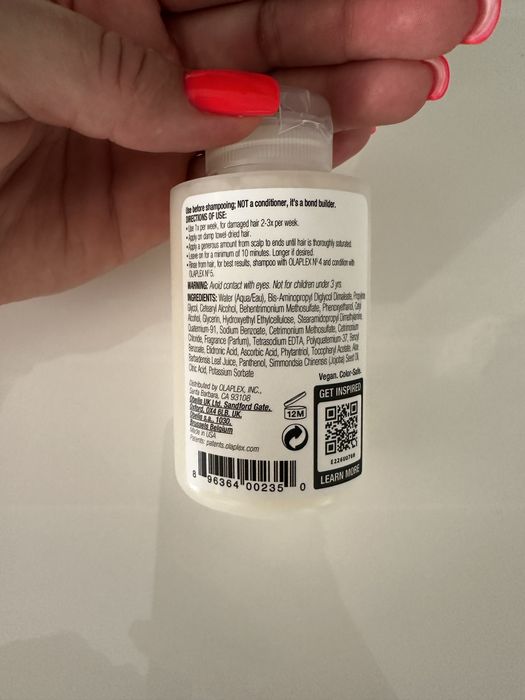 Use before shampooing; NOT a conditioner, it's a bond builder.
DIRECTIONS OF USE:
• Use 1x per week, for damaged hair 2-3x per week.
• Apply on damp towel-dried hair.
• Apply a generous amount from scalp to ends until hair is thoroughly saturated.
• Leave on for a minimum of 10 minutes. Longer if desired.
• Rinse from hair, for best results, shampoo with OLAPLEX Nº4 and condition with
OLAPLEX Nº5.
WARNING: Avoid contact with eyes. Not for children under 3 yrs.
INGREDIENTS: Water (Aqua/Eau), Bis-Aminopropyl Diglycol Dimaleate, Propylene
Glycol, Cetearyl Alcohol, Behentrimonium Methosulfate, Phenoxyethanol, Cetyl
Alcohol, Glycerin, Hydroxyethyl Ethylcellulose, Stearamidopropyl Dimethylamine,
Quaternium-91, Sodium Benzoate, Cetrimonium Methosulfate, Cetrimonium
Chloride, Fragrance (Parfum), Tetrasodium EDTA, Polyquaternium-37, Benzyl
Benzoate, Etidronic Acid, Ascorbic Acid, Phytantriol, Tocopheryl Acetate, Aloe
Barbadensis Leaf Juice, Panthenol, Simmondsia Chinensis (Jojoba) Seed Oil,
Citric Acid, Potassium Sorbate
Vegan. Color-Safe.
Distributed by OLAPLEX, INC.,
Santa Barbara, CA 93108
Obelis UK Ltd. Sandford Gate,
Oxford, OX4 6LB, UK.
Obelis s.a., 1030,
Brussels Belgium
Made in USA
Patents: patents.olaplex.com
12M
GET INSPIRED
LEARN MORE
8 96364 00235 0